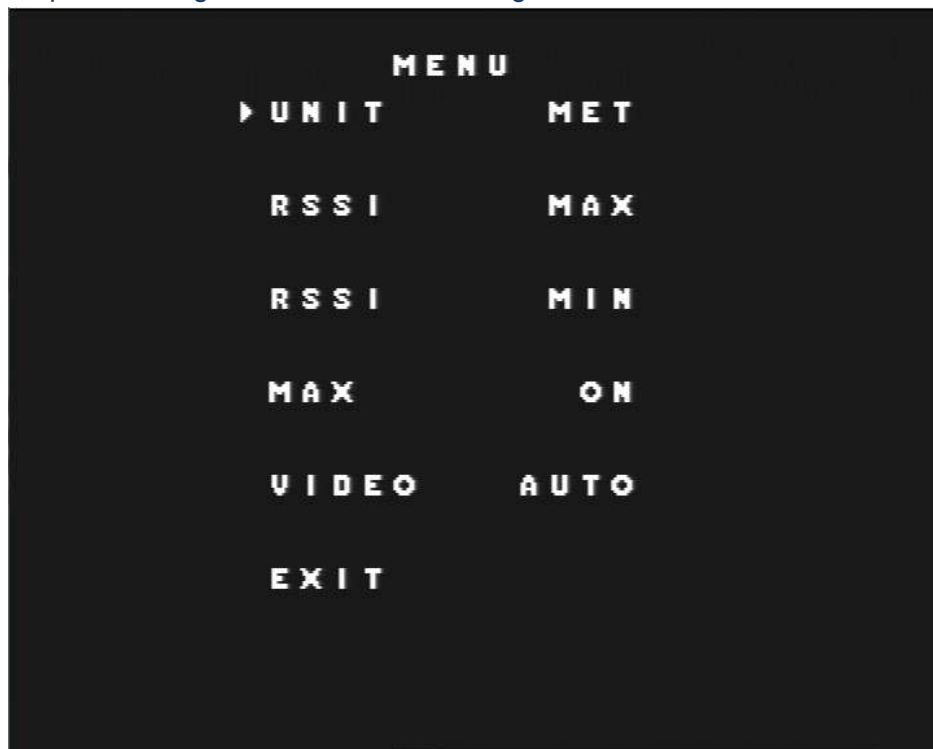 MENU
UNIT MET
RSSI MAX
RSSI MIN
MAX ON
VIDEO AUTO
EXIT